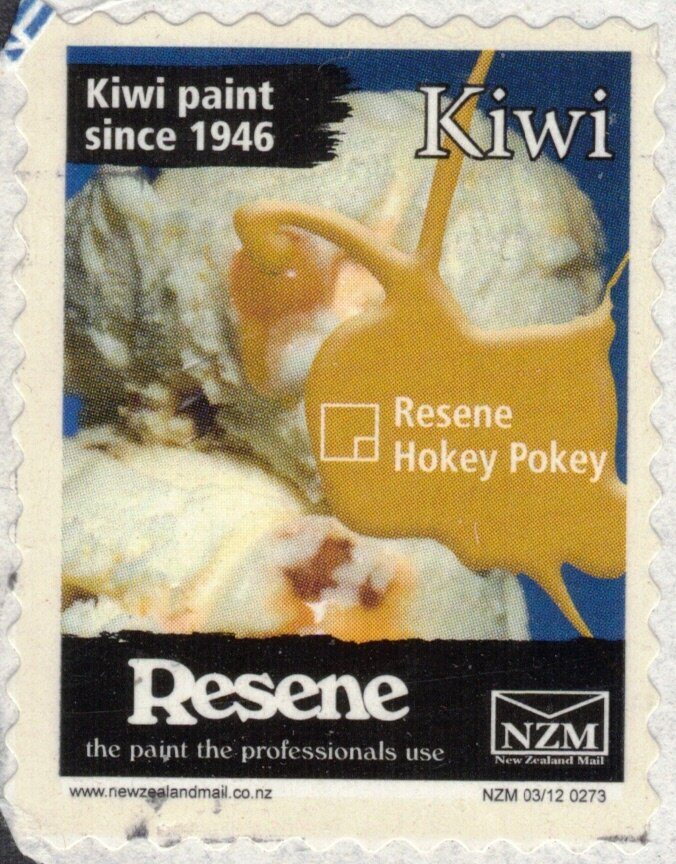 Kiwi paint
since 1946
Kiwi
Resene
Hokey Pokey
Resene
the paint the professionals use
NZM
New Zealand Mail
www.newzealandmail.co.nz
NZM 03/12 0273